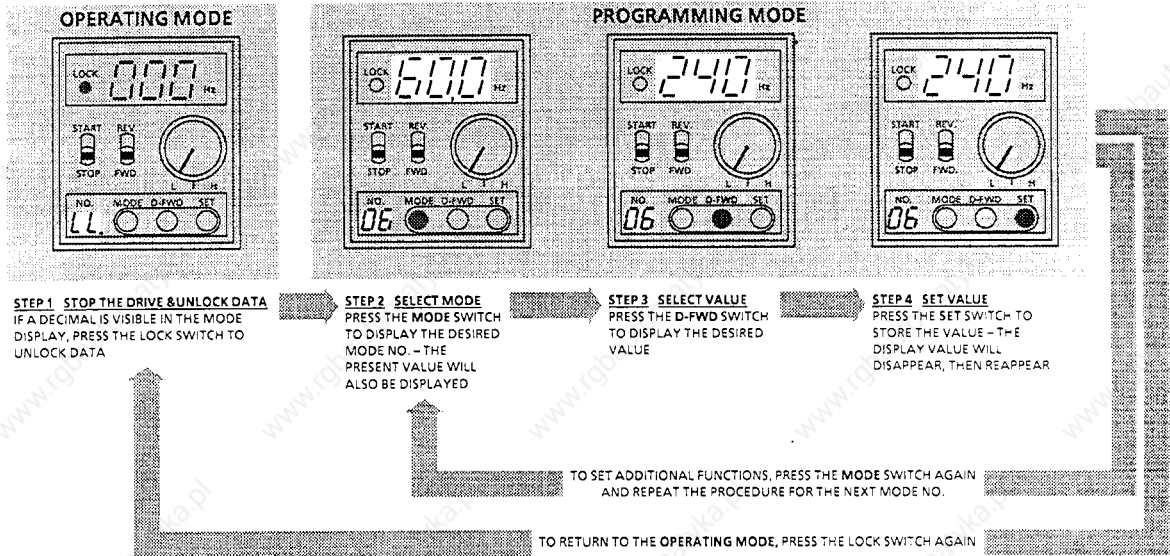 OPERATING MODE
PROGRAMMING MODE
LOCK 000 Hz
START REV.
STOP FWD.
L H
NO. MODE D-FWD SET
LL.
LOCK 60.0 Hz
START REV.
STOP FWD.
L H
NO. MODE D-FWD SET
06
LOCK 240 Hz
START REV.
STOP FWD.
L H
NO. MODE D-FWD SET
06
LOCK 240 Hz
START REV.
STOP FWD.
L H
NO. MODE D-FWD SET
06
STEP 1 STOP THE DRIVE & UNLOCK DATA
IF A DECIMAL IS VISIBLE IN THE MODE
DISPLAY, PRESS THE LOCK SWITCH TO
UNLOCK DATA
STEP 2 SELECT MODE
PRESS THE MODE SWITCH
TO DISPLAY THE DESIRED
MODE NO. – THE
PRESENT VALUE WILL
ALSO BE DISPLAYED
STEP 3 SELECT VALUE
PRESS THE D-FWD SWITCH
TO DISPLAY THE DESIRED
VALUE
STEP 4 SET VALUE
PRESS THE SET SWITCH TO
STORE THE VALUE – THE
DISPLAY VALUE WILL
DISAPPEAR, THEN REAPPEAR
TO SET ADDITIONAL FUNCTIONS, PRESS THE MODE SWITCH AGAIN
AND REPEAT THE PROCEDURE FOR THE NEXT MODE NO.
TO RETURN TO THE OPERATING MODE, PRESS THE LOCK SWITCH AGAIN